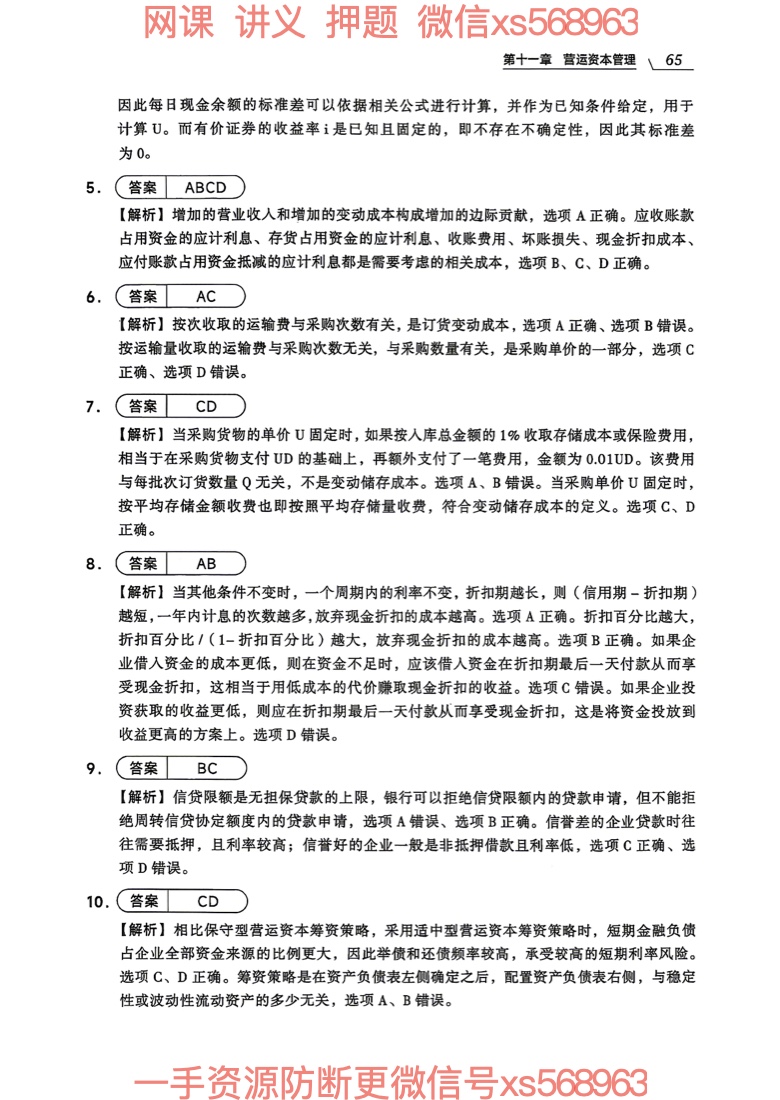 网课 讲义 押题 微信xs568963
第十一章 营运资本管理 65
因此每日现金余额的标准差可以依据相关公式进行计算，并作为已知条件给定，用于
计算 U。而有价证券的收益率 i 是已知且固定的，即不存在不确定性，因此其标准差
为 0。
5. 答案 ABCD
【解析】增加的营业收入和增加的变动成本构成增加的边际贡献，选项 A 正确。应收账款
占用资金的应计利息、存货占用资金的应计利息、收账费用、坏账损失、现金折扣成本、
应付账款占用资金抵减的应计利息都是需要考虑的相关成本，选项 B、C、D 正确。
6. 答案 AC
【解析】按次收取的运输费与采购次数有关，是订货变动成本，选项 A 正确、选项 B 错误。
按运输量收取的运输费与采购次数无关，与采购数量有关，是采购单价的一部分，选项 C
正确、选项 D 错误。
7. 答案 CD
【解析】当采购货物的单价 U 固定时，如果按入库总金额的 1% 收取存储成本或保险费用，
相当于在采购货物支付 UD 的基础上，再额外支付了一笔费用，金额为 0.01UD。该费用
与每批次订货数量 Q 无关，不是变动储存成本。选项 A、B 错误。当采购单价 U 固定时，
按平均存储金额收费也即按照平均存储量收费，符合变动储存成本的定义。选项 C、D
正确。
8. 答案 AB
【解析】当其他条件不变时，一个周期内的利率不变，折扣期越长，则（信用期 – 折扣期）
越短，一年内计息的次数越多，放弃现金折扣的成本越高。选项 A 正确。折扣百分比越大，
折扣百分比 /（1– 折扣百分比）越大，放弃现金折扣的成本越高。选项 B 正确。如果企
业借入资金的成本更低，则在资金不足时，应该借入资金在折扣期最后一天付款从而享
受现金折扣，这相当于用低成本的代价赚取现金折扣的收益。选项 C 错误。如果企业投
资获取的收益更低，则应在折扣期最后一天付款从而享受现金折扣，这是将资金投放到
收益更高的方案上。选项 D 错误。
9. 答案 BC
【解析】信贷限额是无担保贷款的上限，银行可以拒绝信贷限额内的贷款申请，但不能拒
绝周转信贷协定额度内的贷款申请，选项 A 错误、选项 B 正确。信誉差的企业贷款时往
往需要抵押，且利率较高；信誉好的企业一般是非抵押借款且利率低，选项 C 正确、选
项 D 错误。
10. 答案 CD
【解析】相比保守型营运资本筹资策略，采用适中型营运资本筹资策略时，短期金融负债
占企业全部资金来源的比例更大，因此举债和还债频率较高，承受较高的短期利率风险。
选项 C、D 正确。筹资策略是在资产负债表左侧确定之后，配置资产负债表右侧，与稳定
性或波动性流动资产的多少无关，选项 A、B 错误。
一手资源防断更微信号xs568963